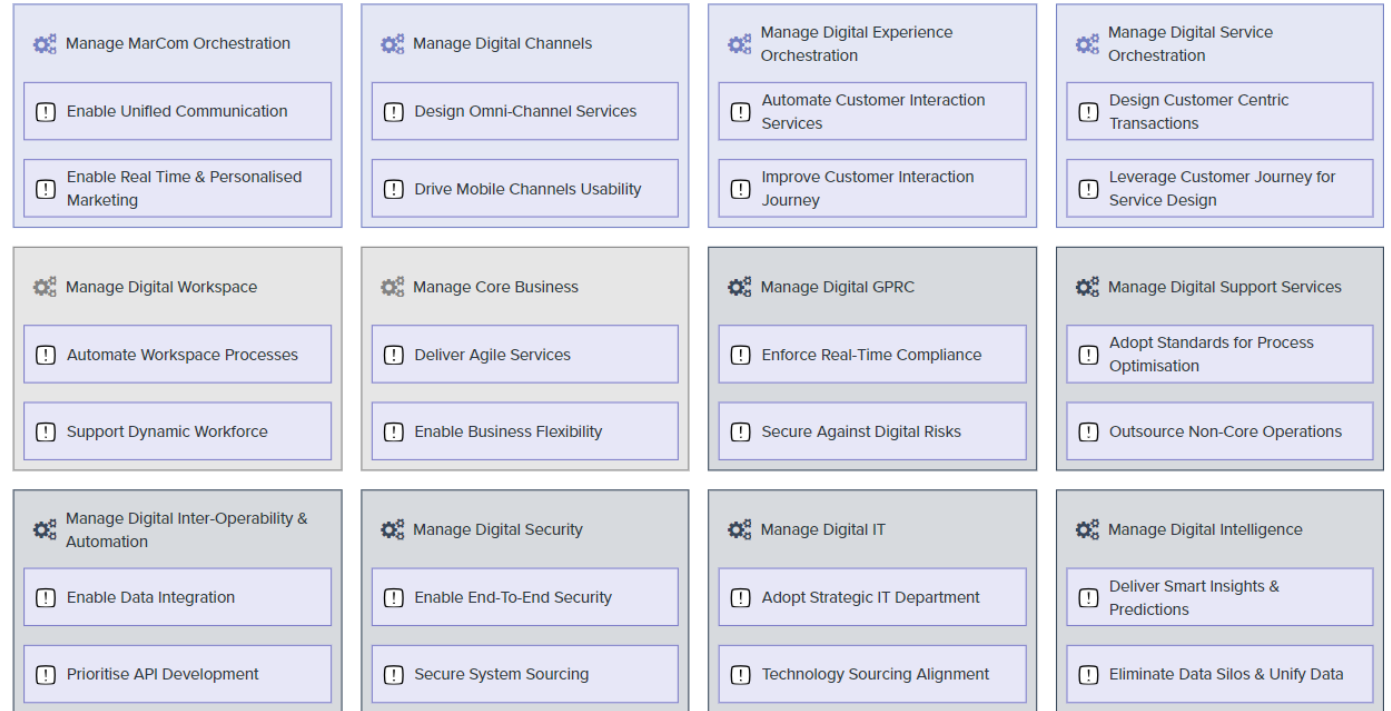 Manage MarCom Orchestration
Enable Unified Communication
Enable Real Time & Personalised
Marketing
Manage Digital Channels
Design Omni-Channel Services
Drive Mobile Channels Usability
Manage Digital Experience
Orchestration
Automate Customer Interaction
Services
Improve Customer Interaction
Journey
Manage Digital Service
Orchestration
Design Customer Centric
Transactions
Leverage Customer Journey for
Service Design
Manage Digital Workspace
Automate Workspace Processes
Support Dynamic Workforce
Manage Core Business
Deliver Agile Services
Enable Business Flexibility
Manage Digital GPRC
Enforce Real-Time Compliance
Secure Against Digital Risks
Manage Digital Support Services
Adopt Standards for Process
Optimisation
Outsource Non-Core Operations
Manage Digital Inter-Operability &
Automation
Enable Data Integration
Prioritise API Development
Manage Digital Security
Enable End-To-End Security
Secure System Sourcing
Manage Digital IT
Adopt Strategic IT Department
Technology Sourcing Alignment
Manage Digital Intelligence
Deliver Smart Insights &
Predictions
Eliminate Data Silos & Unify Data